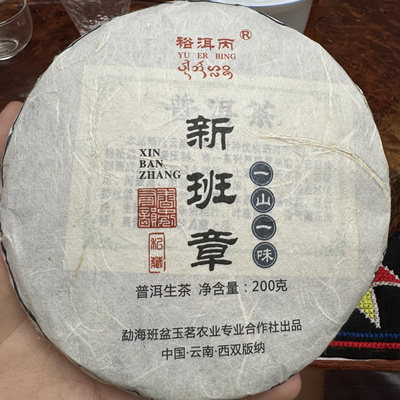 裕洱丙®
YU ER BING
普洱茶
XIN
BAN
ZHANG
新班章
一山一味
私藏
普洱生茶 净含量：200克
勐海班盆玉茗农业专业合作社出品
中国·云南·西双版纳